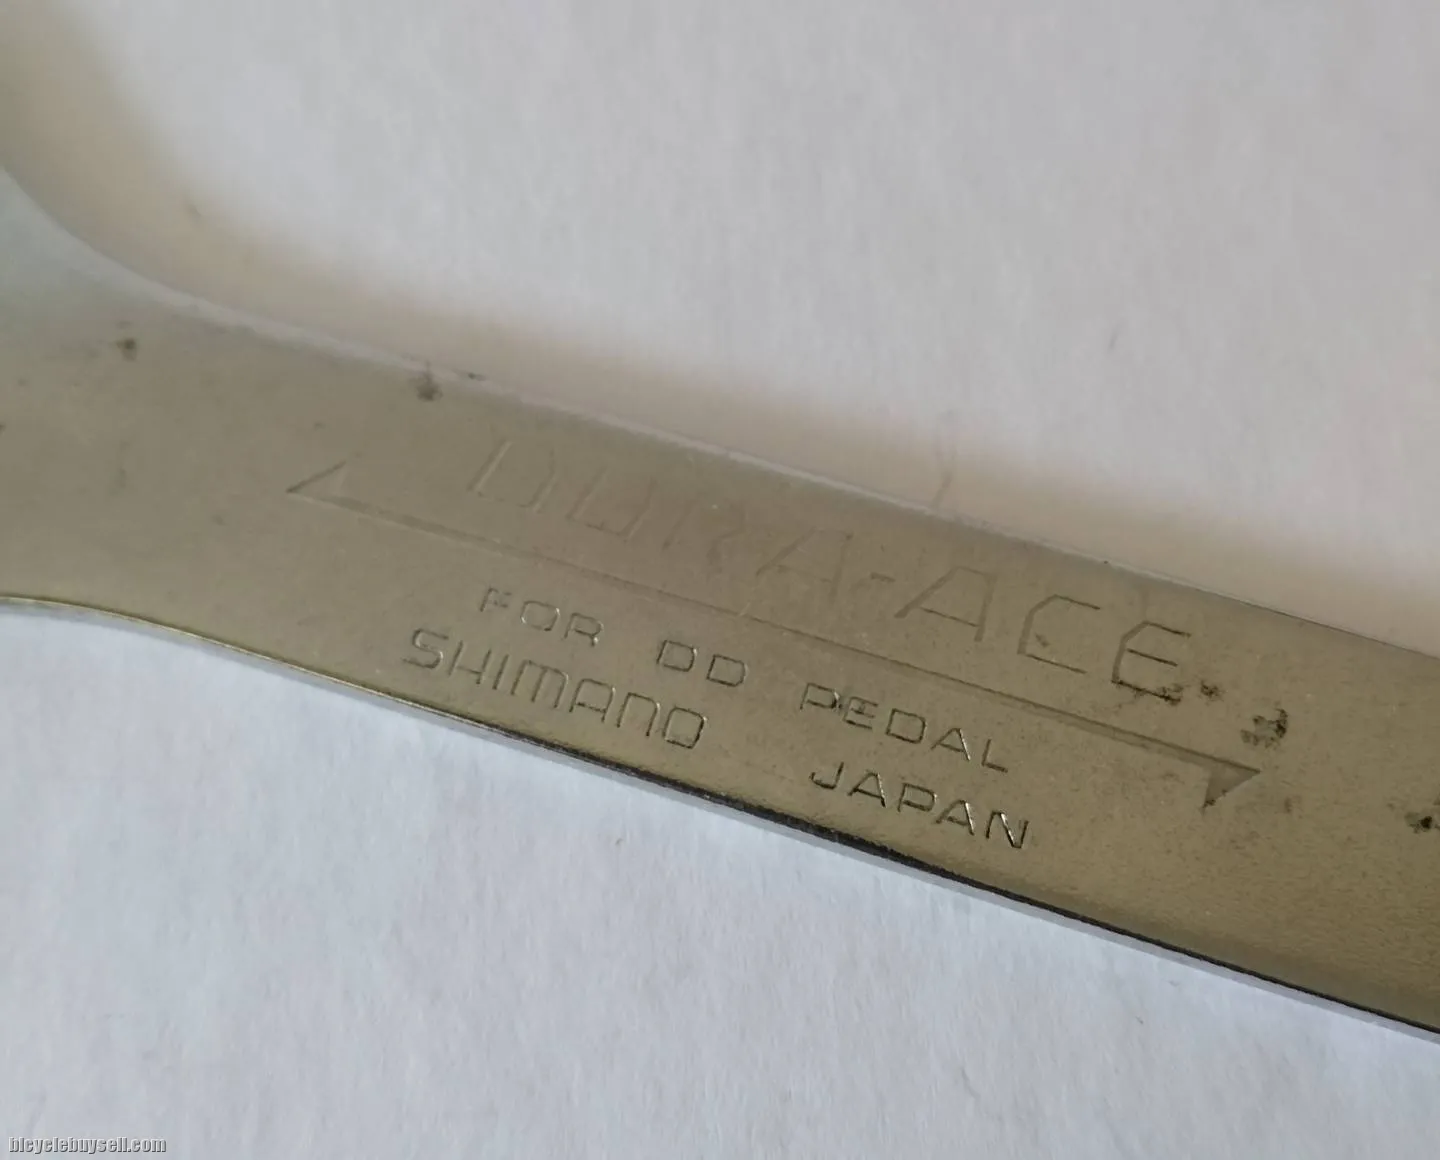 DURA-ACE
FOR DD PEDAL
SHIMANO JAPAN
bicyclebuysell.com